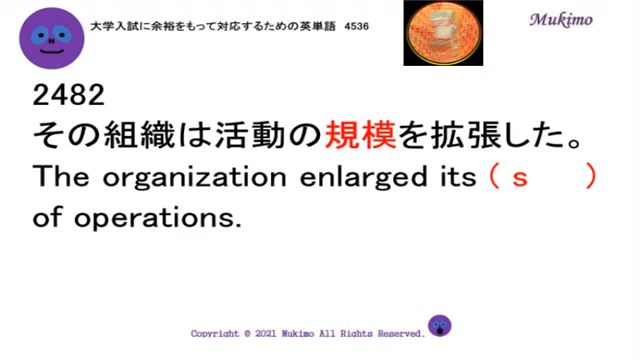 大学入試に余裕をもって対応するための英単語 4536
Mukimo
2482
その組織は活動の規模を拡張した。
The organization enlarged its ( s )
of operations.
Copyright © 2021 Mukimo All Rights Reserved.